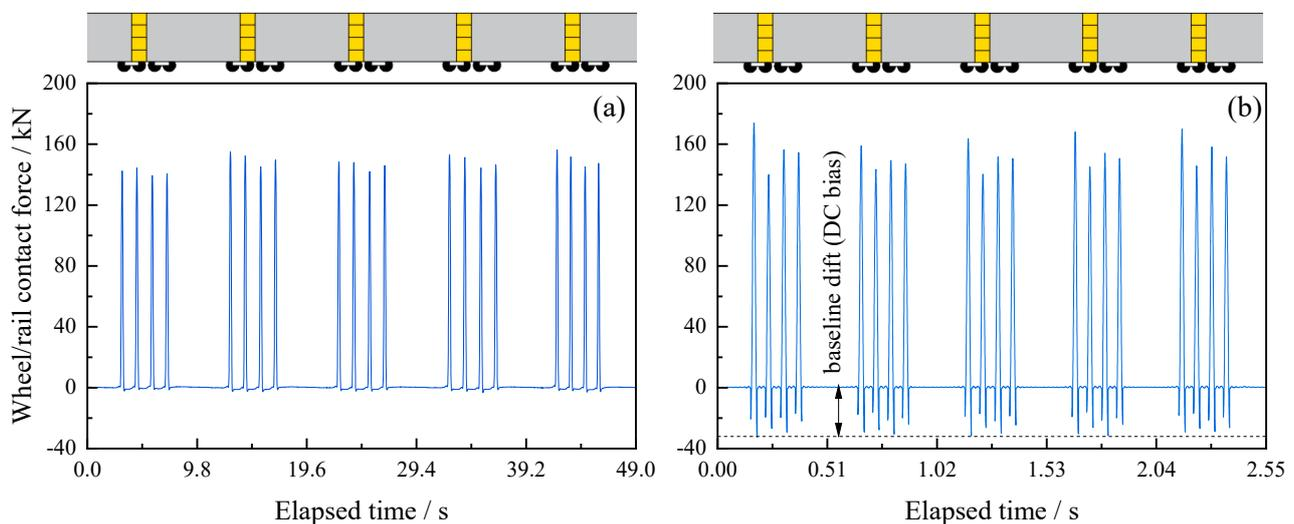 (a)
(b)
Wheel/rail contact force / kN
200
160
120
80
40
0
-40
0.0 9.8 19.6 29.4 39.2 49.0
Elapsed time / s
baseline dift (DC bias)
200
160
120
80
40
0
-40
0.00 0.51 1.02 1.53 2.04 2.55
Elapsed time / s